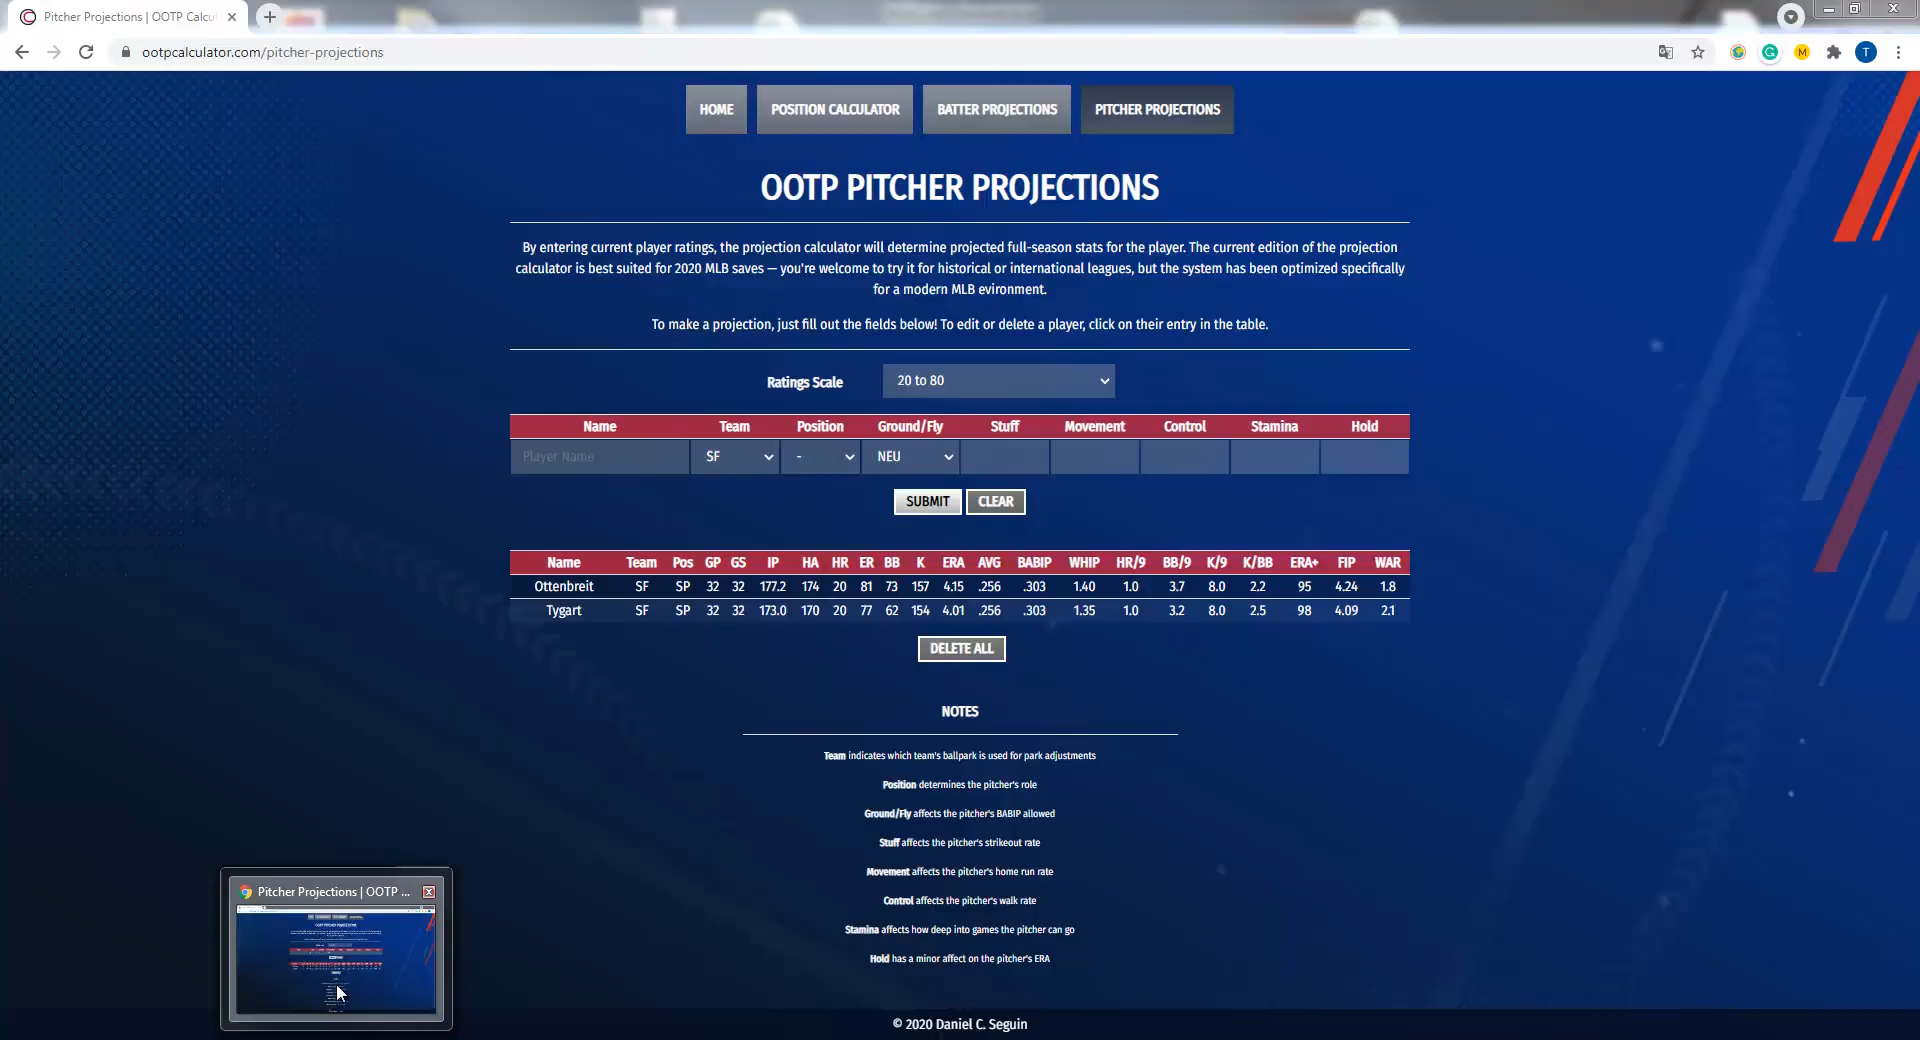 Pitcher Projections | OOTP Calcu
ootpcalculator.com/pitcher-projections
M
T
HOME POSITION CALCULATOR BATTER PROJECTIONS PITCHER PROJECTIONS
OOTP PITCHER PROJECTIONS
By entering current player ratings, the projection calculator will determine projected full-season stats for the player. The current edition of the projection
calculator is best suited for 2020 MLB saves — you're welcome to try it for historical or international leagues, but the system has been optimized specifically
for a modern MLB evironment.
To make a projection, just fill out the fields below! To edit or delete a player, click on their entry in the table.
Ratings Scale 20 to 80
Name Team Position Ground/Fly Stuff Movement Control Stamina Hold
Player Name SF - NEU
SUBMIT CLEAR
Name Team Pos GP GS IP HA HR ER BB K ERA AVG BABIP WHIP HR/9 BB/9 K/9 K/BB ERA+ FIP WAR
Ottenbreit SF SP 32 32 177.2 174 20 81 73 157 4.15 .256 .303 1.40 1.0 3.7 8.0 2.2 95 4.24 1.8
Tygart SF SP 32 32 173.0 170 20 77 62 154 4.01 .256 .303 1.35 1.0 3.2 8.0 2.5 98 4.09 2.1
DELETE ALL
NOTES
Team indicates which team's ballpark is used for park adjustments
Position determines the pitcher's role
Ground/Fly affects the pitcher's BABIP allowed
Stuff affects the pitcher's strikeout rate
Movement affects the pitcher's home run rate
Control affects the pitcher's walk rate
Stamina affects how deep into games the pitcher can go
Hold has a minor affect on the pitcher's ERA
Pitcher Projections | OOTP ...
© 2020 Daniel C. Seguin